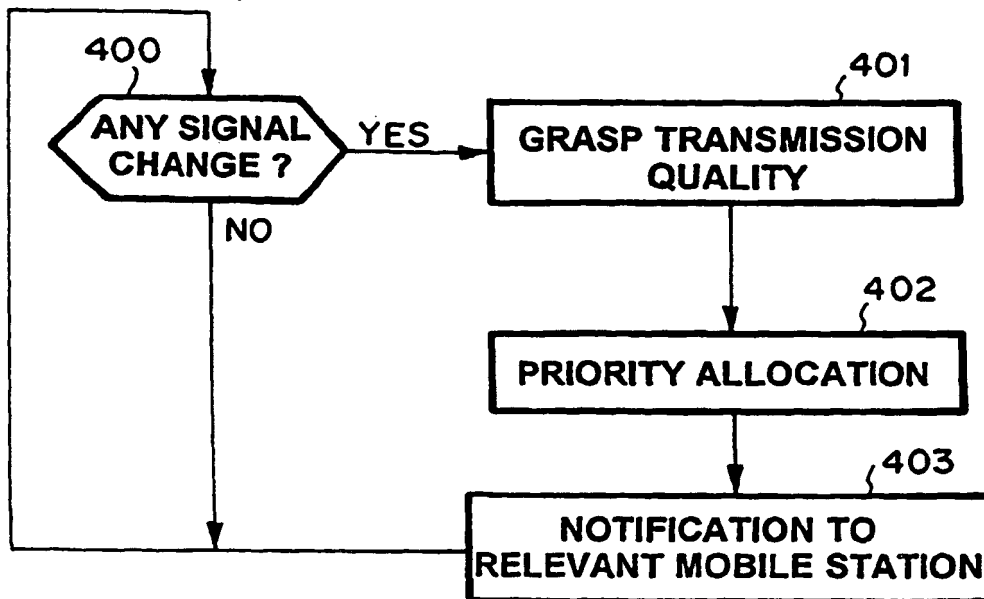 400
ANY SIGNAL
CHANGE ?
YES
NO
401
GRASP TRANSMISSION
QUALITY
402
PRIORITY ALLOCATION
403
NOTIFICATION TO
RELEVANT MOBILE STATION